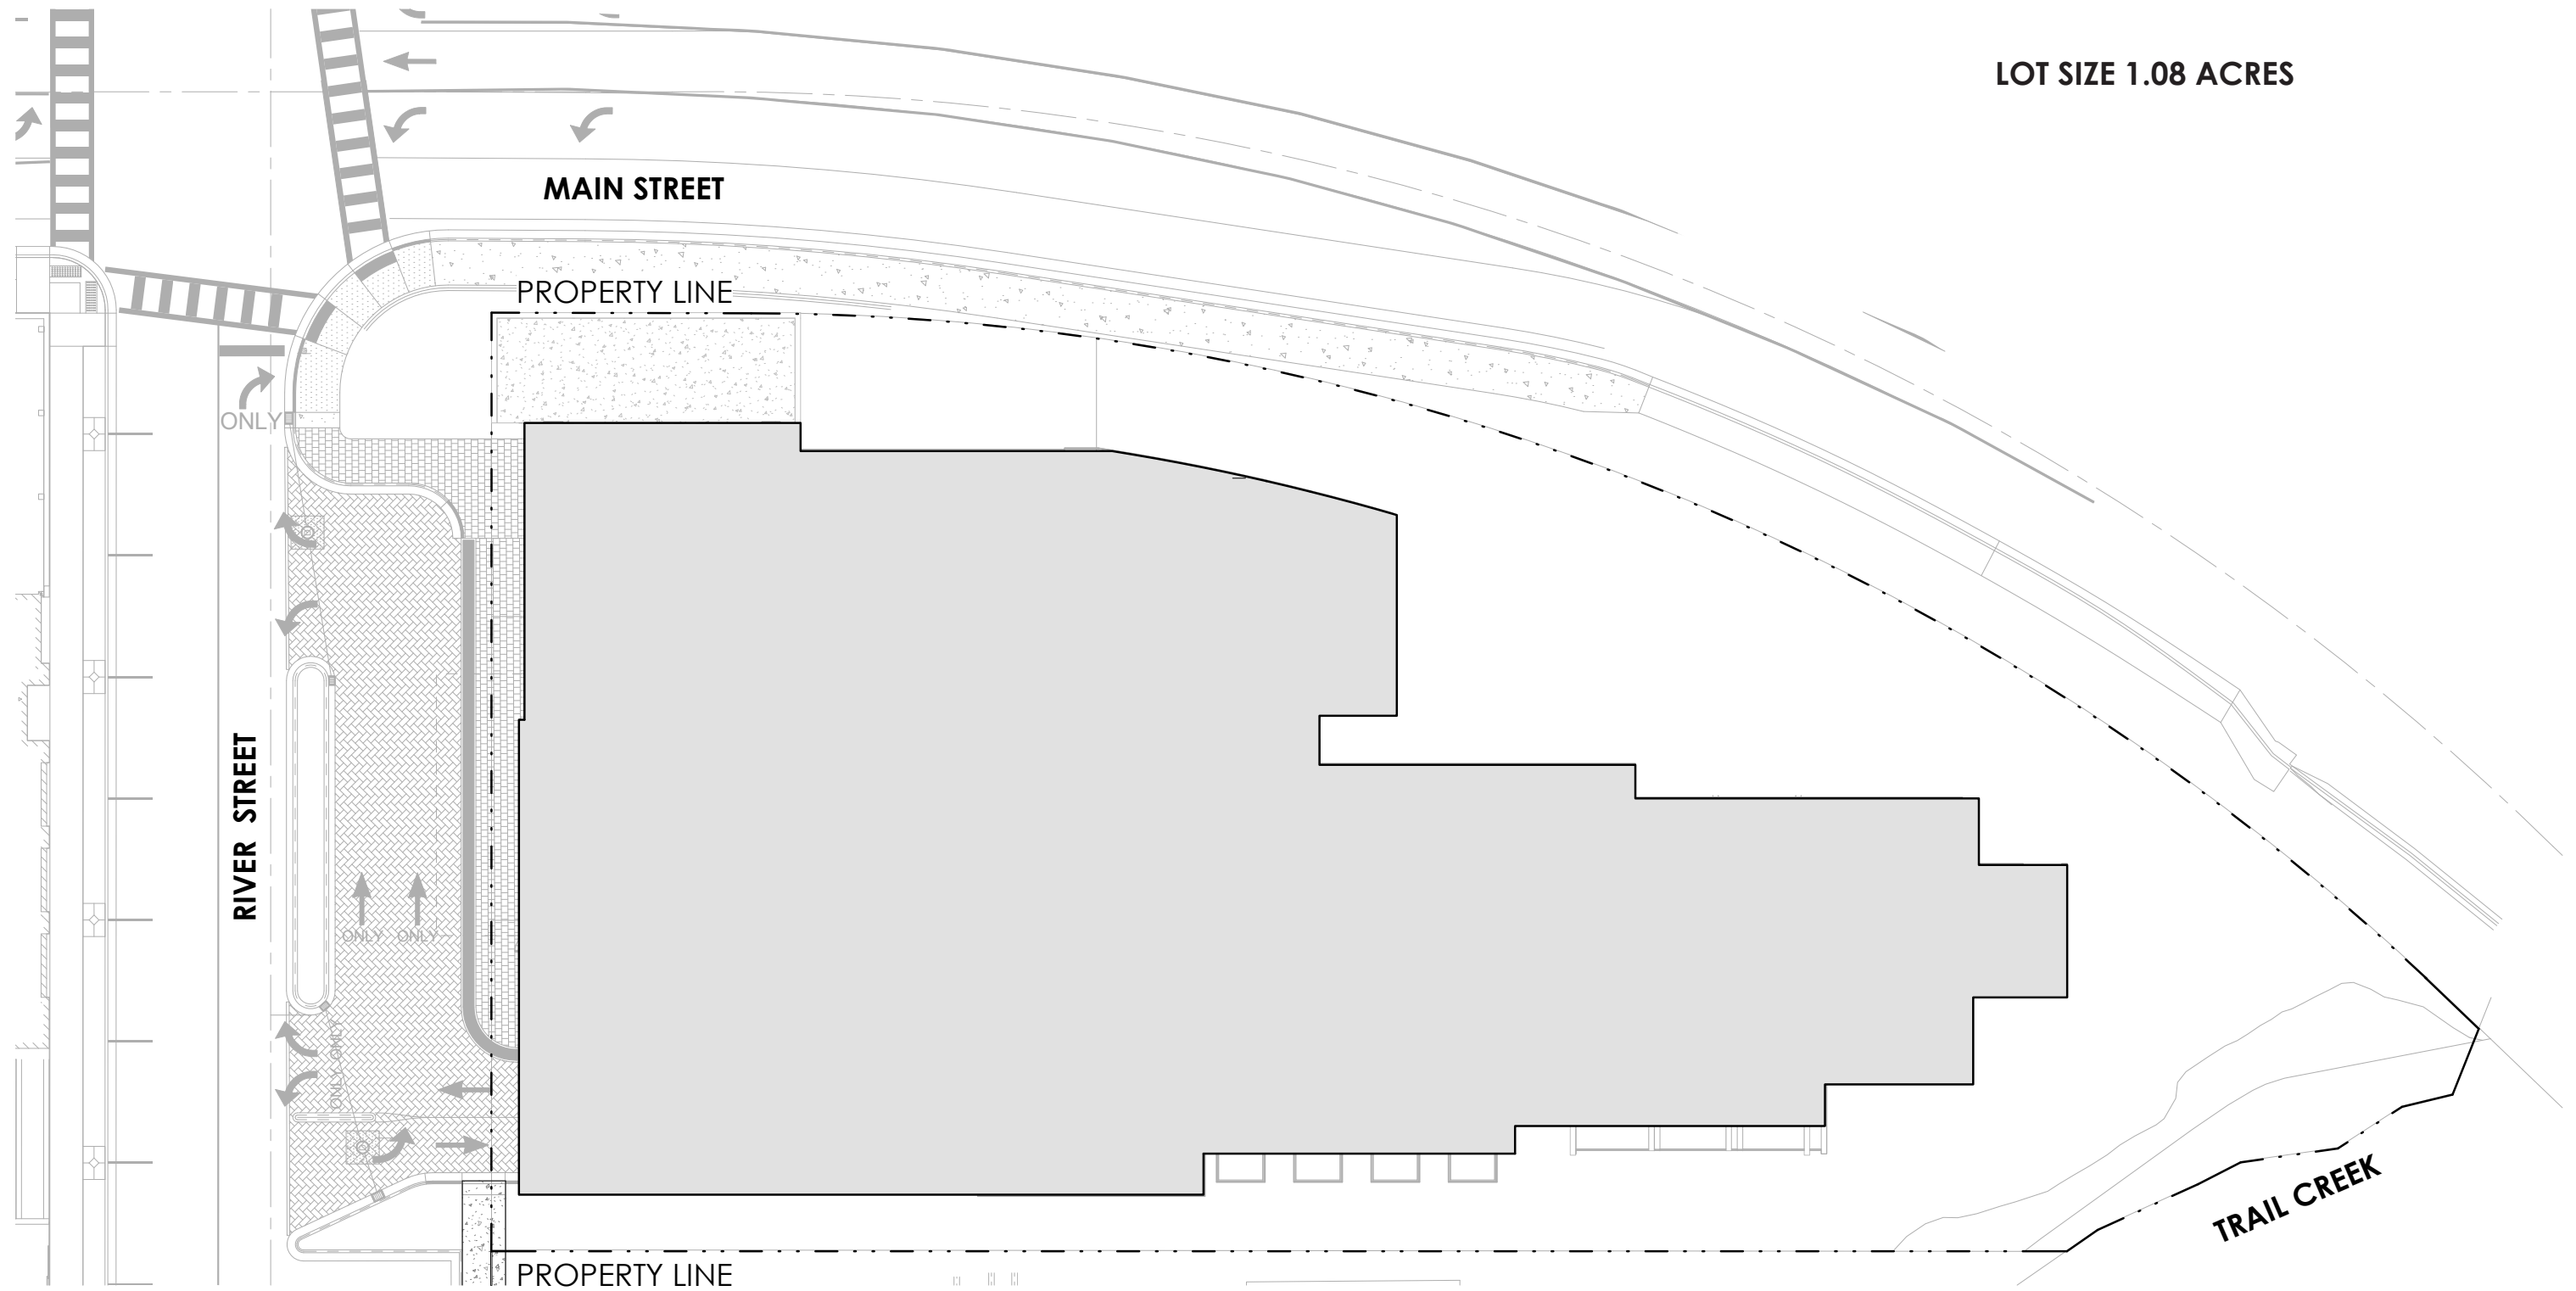 LOT SIZE 1.08 ACRES
MAIN STREET
PROPERTY LINE
ONLY
RIVER STREET
ONLY ONLY
ONLY ONLY
TRAIL CREEK
PROPERTY LINE